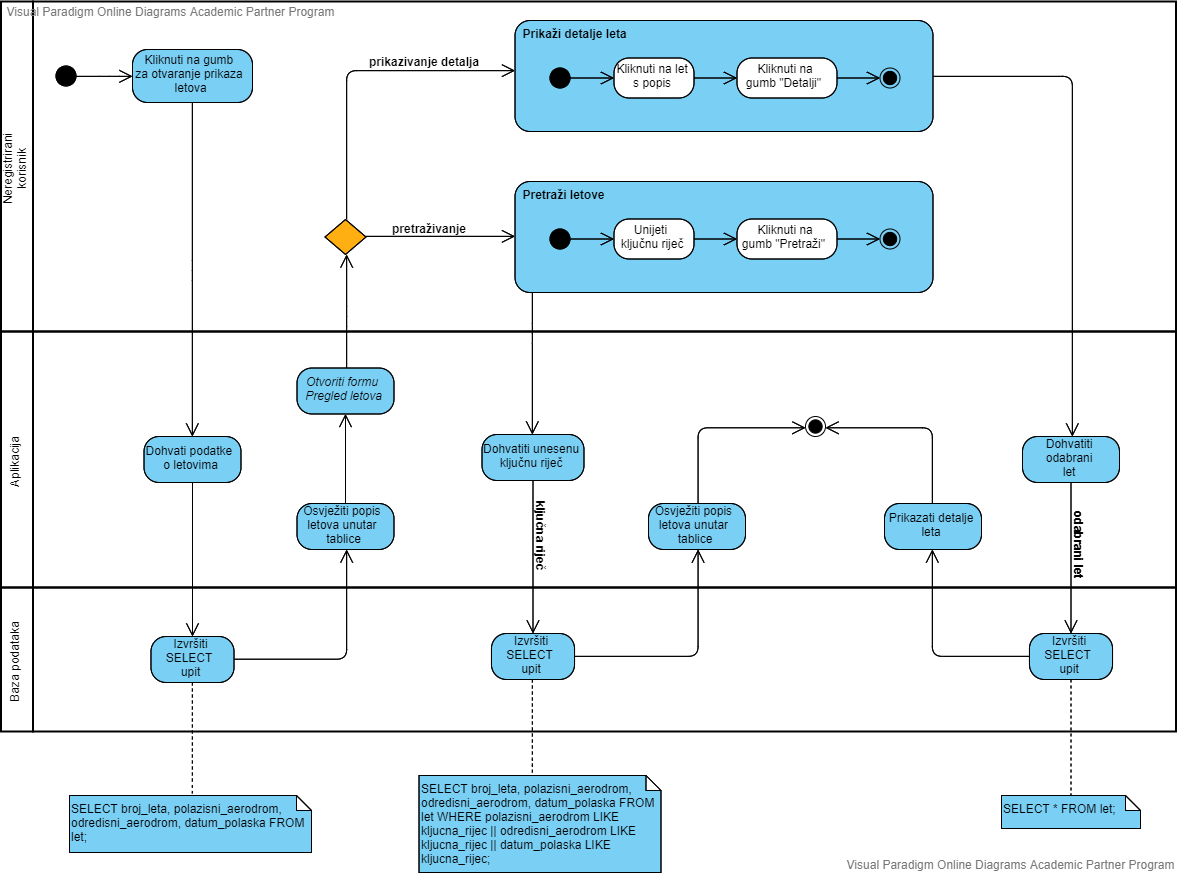 Visual Paradigm Online Diagrams Academic Partner Program
Neregistrirani
korisnik
Kliknuti na gumb
za otvaranje prikaza
letova
prikazivanje detalja
Prikaži detalje leta
Kliknuti na let
s popis
Kliknuti na
gumb "Detalji"
pretraživanje
Pretraži letove
Unijeti
ključnu riječ
Kliknuti na
gumb "Pretraži"
Aplikacija
Dohvati podatke
o letovima
Otvoriti formu
Pregled letova
Osvježiti popis
letova unutar
tablice
Dohvatiti unesenu
ključnu riječ
ključna riječ
Osvježiti popis
letova unutar
tablice
Prikazati detalje
leta
Dohvatiti
odabrani
let
odabrani let
Baza podataka
Izvršiti
SELECT
upit
Izvršiti
SELECT
upit
Izvršiti
SELECT
upit
SELECT broj_leta, polazisni_aerodrom,
odredisni_aerodrom, datum_polaska FROM
let;
SELECT broj_leta, polazisni_aerodrom,
odredisni_aerodrom, datum_polaska FROM
let WHERE polazisni_aerodrom LIKE
kljucna_rijec || odredisni_aerodrom LIKE
kljucna_rijec || datum_polaska LIKE
kljucna_rijec;
SELECT * FROM let;
Visual Paradigm Online Diagrams Academic Partner Program